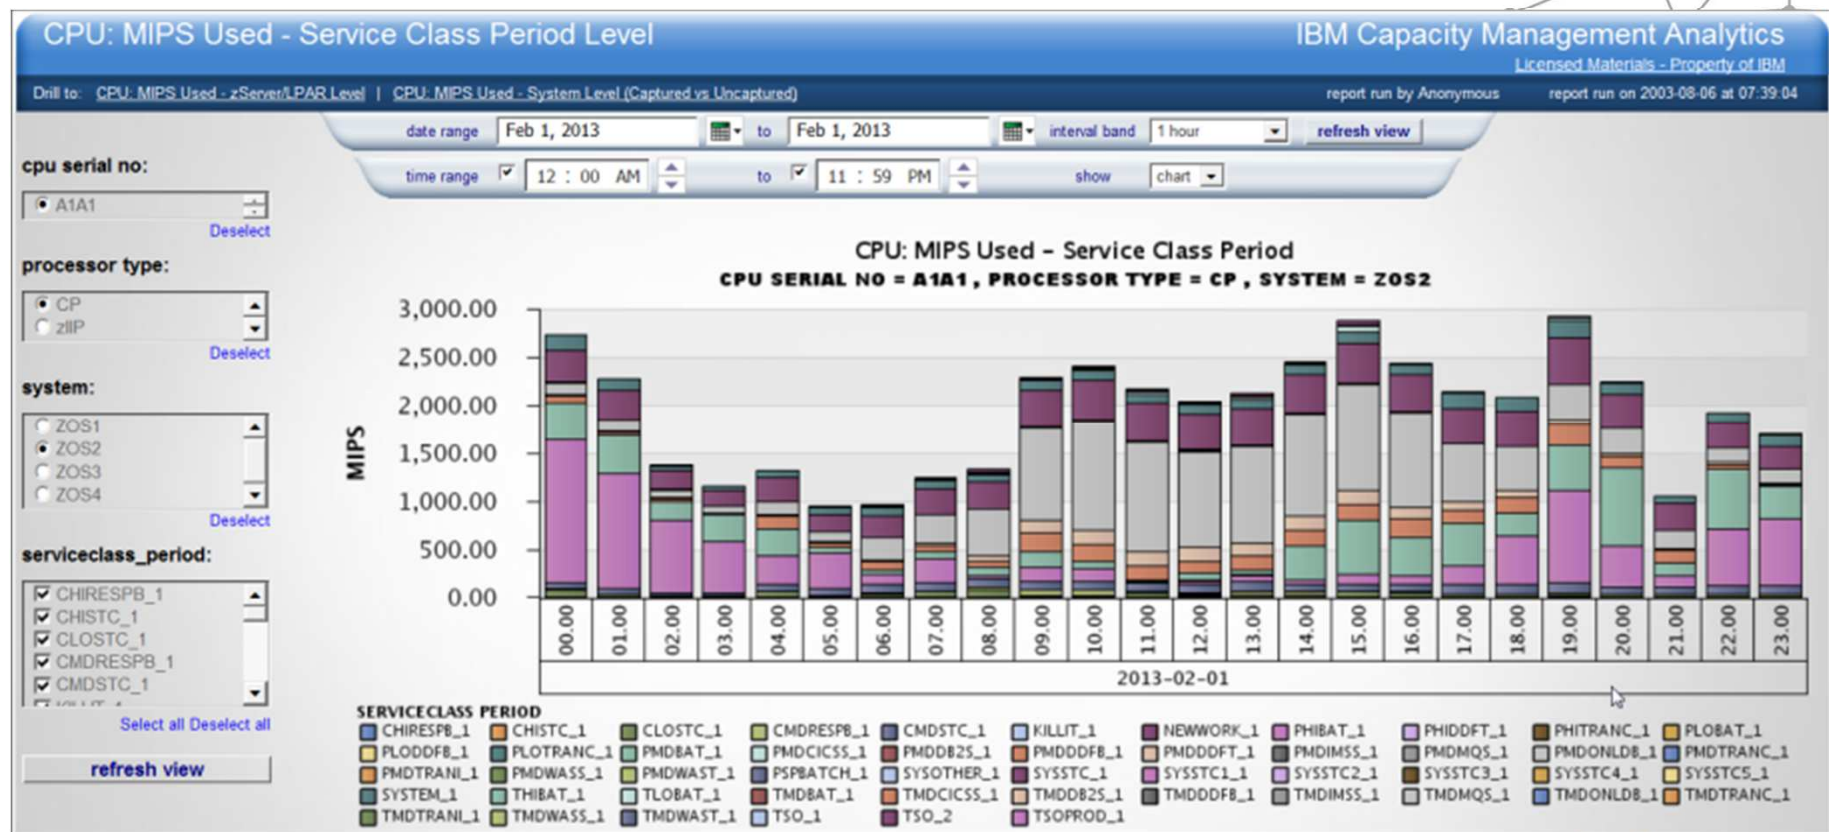 CPU: MIPS Used - Service Class Period Level
IBM Capacity Management Analytics
Licensed Materials - Property of IBM
Drill to: CPU: MIPS Used - zServer/LPAR Level | CPU: MIPS Used - System Level (Captured vs Uncaptured)
report run by Anonymous report run on 2003-08-06 at 07:39:04
date range Feb 1, 2013 to Feb 1, 2013 interval band 1 hour refresh view
time range 12 : 00 AM to 11 : 59 PM show chart
cpu serial no:
A1A1
Deselect
processor type:
CP
zIIP
Deselect
system:
ZOS1
ZOS2
ZOS3
ZOS4
Deselect
serviceclass_period:
CHIRESPB_1
CHISTC_1
CLOSTC_1
CMDRESPB_1
CMDSTC_1
Select all Deselect all
refresh view
CPU: MIPS Used - Service Class Period
CPU SERIAL NO = A1A1 , PROCESSOR TYPE = CP , SYSTEM = ZOS2
MIPS
3,000.00
2,500.00
2,000.00
1,500.00
1,000.00
500.00
0.00
00.00 01.00 02.00 03.00 04.00 05.00 06.00 07.00 08.00 09.00 10.00 11.00 12.00 13.00 14.00 15.00 16.00 17.00 18.00 19.00 20.00 21.00 22.00 23.00
2013-02-01
SERVICECLASS PERIOD
CHIRESPB_1 CHISTC_1 CLOSTC_1 CMDRESPB_1 CMDSTC_1 KILLIT_1 NEWWORK_1 PHIBAT_1 PHIDDFT_1 PHITRANC_1 PLOBAT_1
PLODDFB_1 PLOTRANC_1 PMDBAT_1 PMDCICSS_1 PMDDB2S_1 PMDDDFB_1 PMDDDFT_1 PMDIMSS_1 PMDMQS_1 PMDONLDB_1 PMDTRANC_1
PMDTRANI_1 PMDWASS_1 PMDWAST_1 PSPBATCH_1 SYSOTHER_1 SYSSTC_1 SYSSTC1_1 SYSSTC2_1 SYSSTC3_1 SYSSTC4_1 SYSSTC5_1
SYSTEM_1 THIBAT_1 TLOBAT_1 TMDBAT_1 TMDCICSS_1 TMDDB2S_1 TMDDDFB_1 TMDIMSS_1 TMDMQS_1 TMDONLDB_1 TMDTRANC_1
TMDTRANI_1 TMDWASS_1 TMDWAST_1 TSO_1 TSO_2 TSOPROD_1